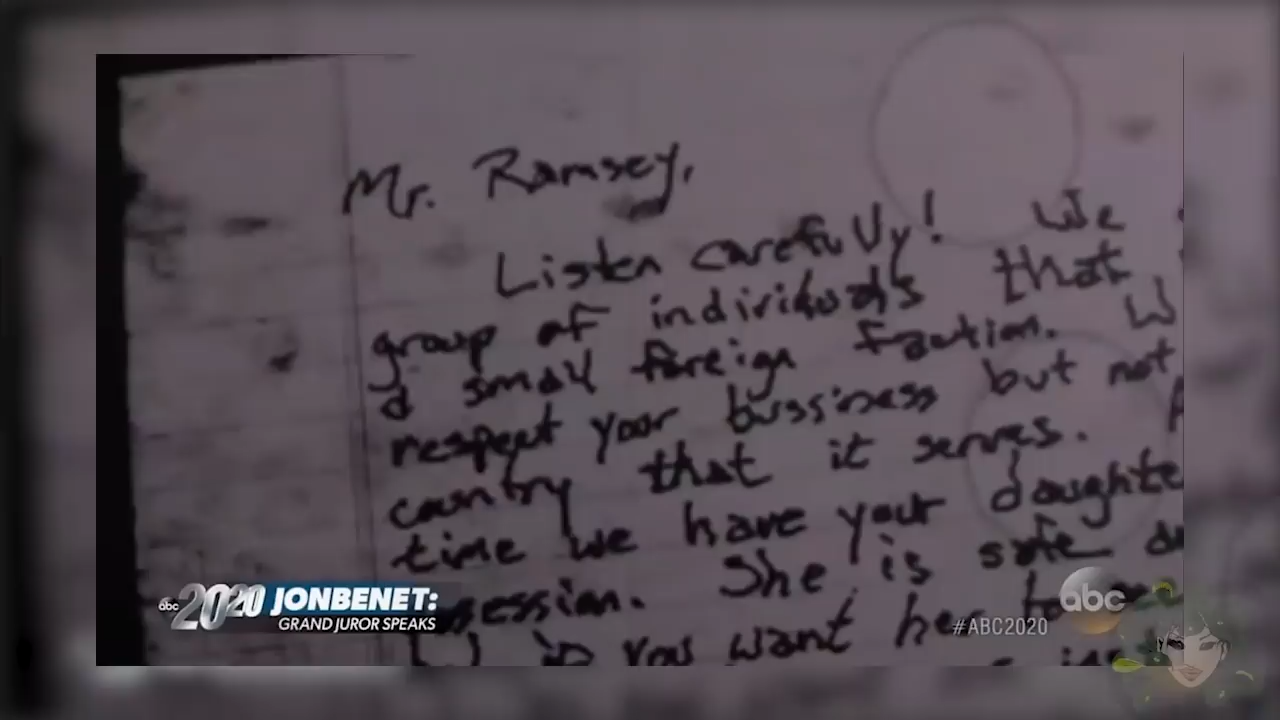 Mr. Ramsey,
Listen carefully! We
group of individuals that
a small foreign faction. W
respect your bussiness but not
country that it serves.
time we have your daughte
session. She is safe
you want her to
abc 2020 JONBENET:
GRAND JUROR SPEAKS
abc
#ABC2020